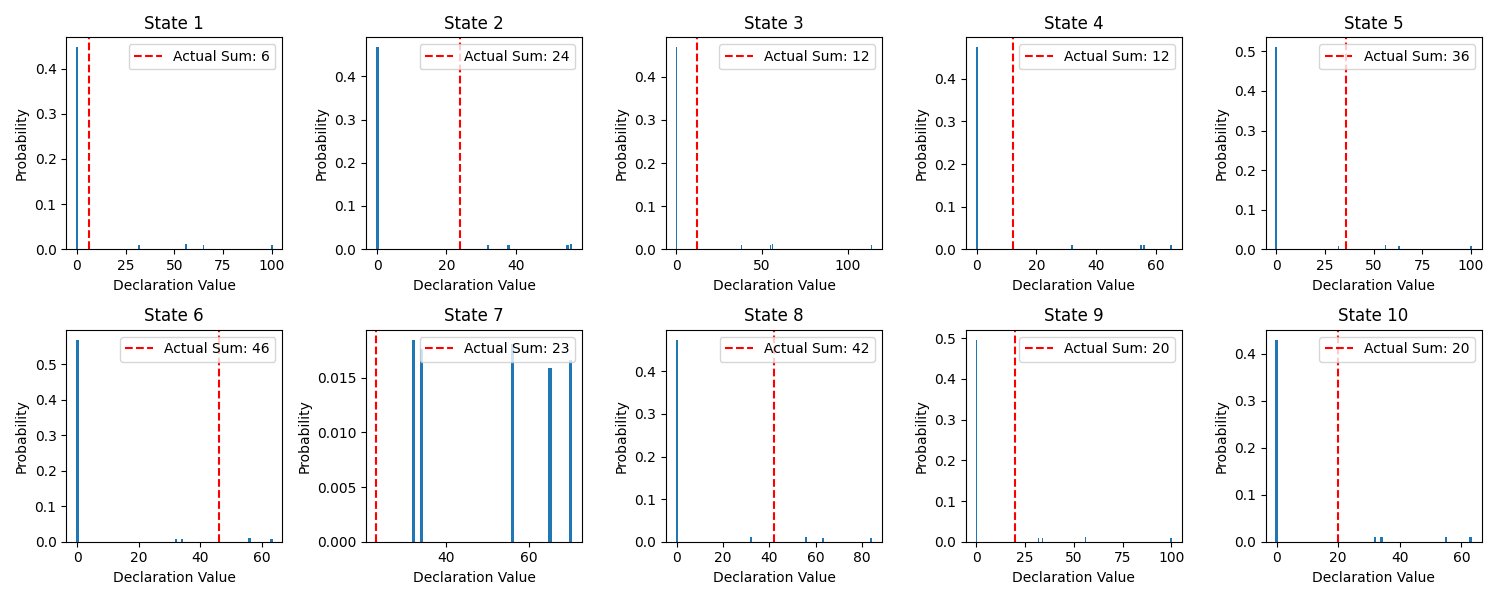 State 1 State 2 State 3 State 4 State 5
Actual Sum: 6 Actual Sum: 24 Actual Sum: 12 Actual Sum: 12 Actual Sum: 36
Probability Probability Probability Probability Probability
0.4 0.3 0.2 0.1 0.0
0.4 0.3 0.2 0.1 0.0
0.4 0.3 0.2 0.1 0.0
0.4 0.3 0.2 0.1 0.0
0.5 0.4 0.3 0.2 0.1 0.0
0 25 50 75 100 0 20 40 0 50 100 0 20 40 60 0 25 50 75 100
Declaration Value Declaration Value Declaration Value Declaration Value Declaration Value
State 6 State 7 State 8 State 9 State 10
Actual Sum: 46 Actual Sum: 23 Actual Sum: 42 Actual Sum: 20 Actual Sum: 20
Probability Probability Probability Probability Probability
0.5 0.4 0.3 0.2 0.1 0.0
0.015 0.010 0.005 0.000
0.4 0.3 0.2 0.1 0.0
0.5 0.4 0.3 0.2 0.1 0.0
0.4 0.3 0.2 0.1 0.0
0 20 40 60 40 60 0 20 40 60 80 0 25 50 75 100 0 20 40 60
Declaration Value Declaration Value Declaration Value Declaration Value Declaration Value